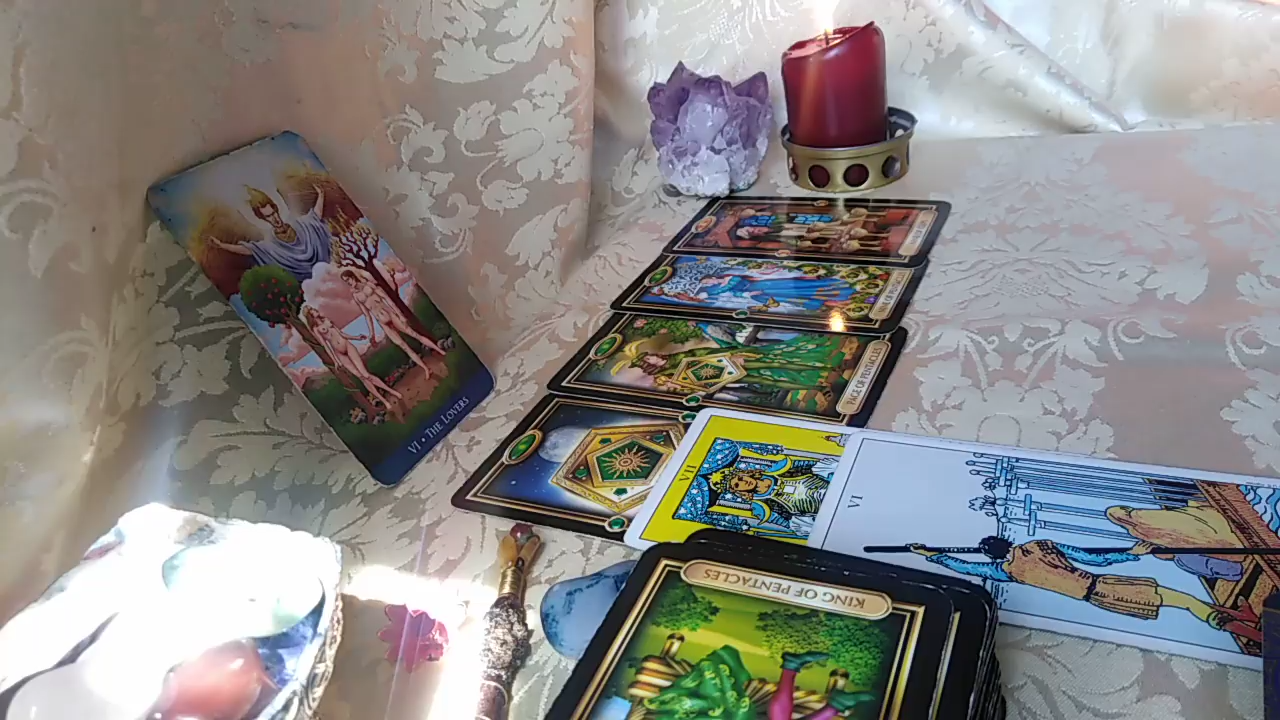 VI • THE LOVERS
PAGE OF PENTACLES
VII
VI
KING OF PENTACLES